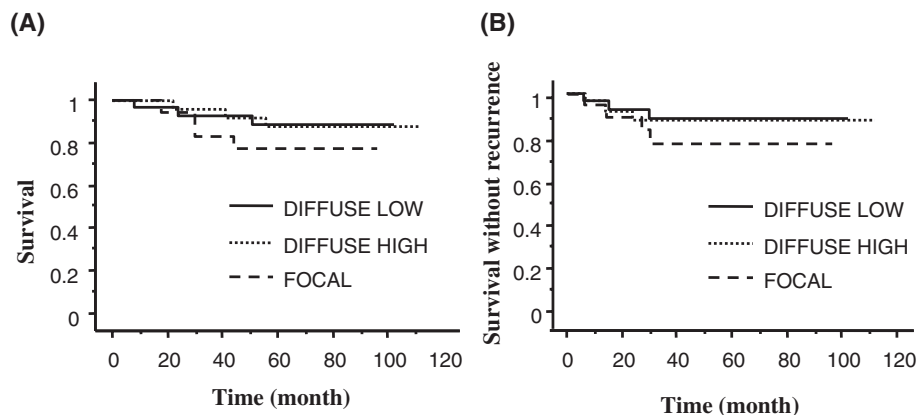 (A)
Survival
1
0.8
0.6
0.4
0.2
0
DIFFUSE LOW
DIFFUSE HIGH
FOCAL
0 20 40 60 80 100 120
Time (month)
(B)
Survival without recurrence
1
0.8
0.6
0.4
0.2
0
DIFFUSE LOW
DIFFUSE HIGH
FOCAL
0 20 40 60 80 100 120
Time (month)